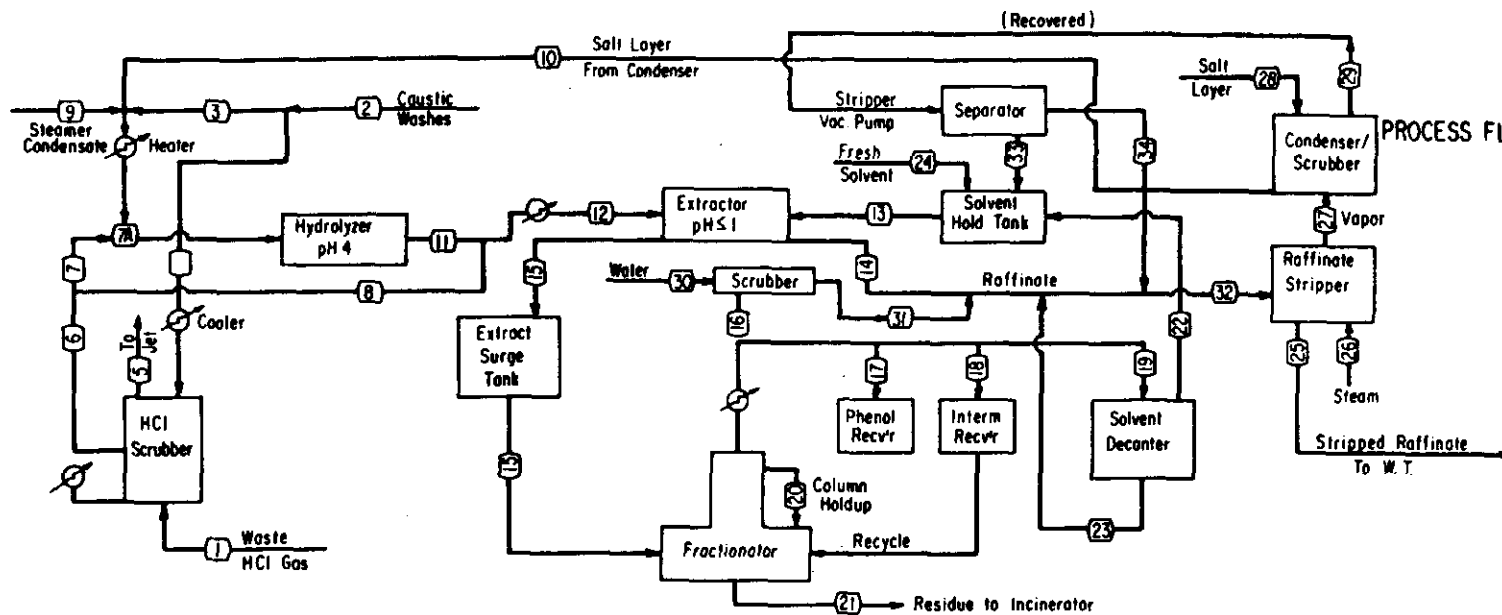 (Recovered)
10
Salt Layer
From Condenser
29
Salt
28
Layer
9
Steamer
Condensate
3
2
Caustic
Washes
Stripper
Vac. Pump
Separator
Condenser/
Scrubber
PROCESS FL
Heater
Fresh
24
Solvent
33
34
7A
Hydrolyzer
pH 4
11
12
Extractor
pH ≤ 1
13
Solvent
Hold Tank
27
Vapor
7
8
15
14
Water
30
Scrubber
Raffinate
32
Raffinate
Stripper
Cooler
16
31
22
6
To
Jet
5
Extract
Surge
Tank
17
18
19
25
26
Steam
HCl
Scrubber
Phenol
Recv'r
Interm
Recv'r
Solvent
Decanter
15
20
Column
Holdup
Stripped Raffinate
To W. T.
Fractionator
Recycle
23
1
Waste
HCl Gas
21
Residue to Incinerator